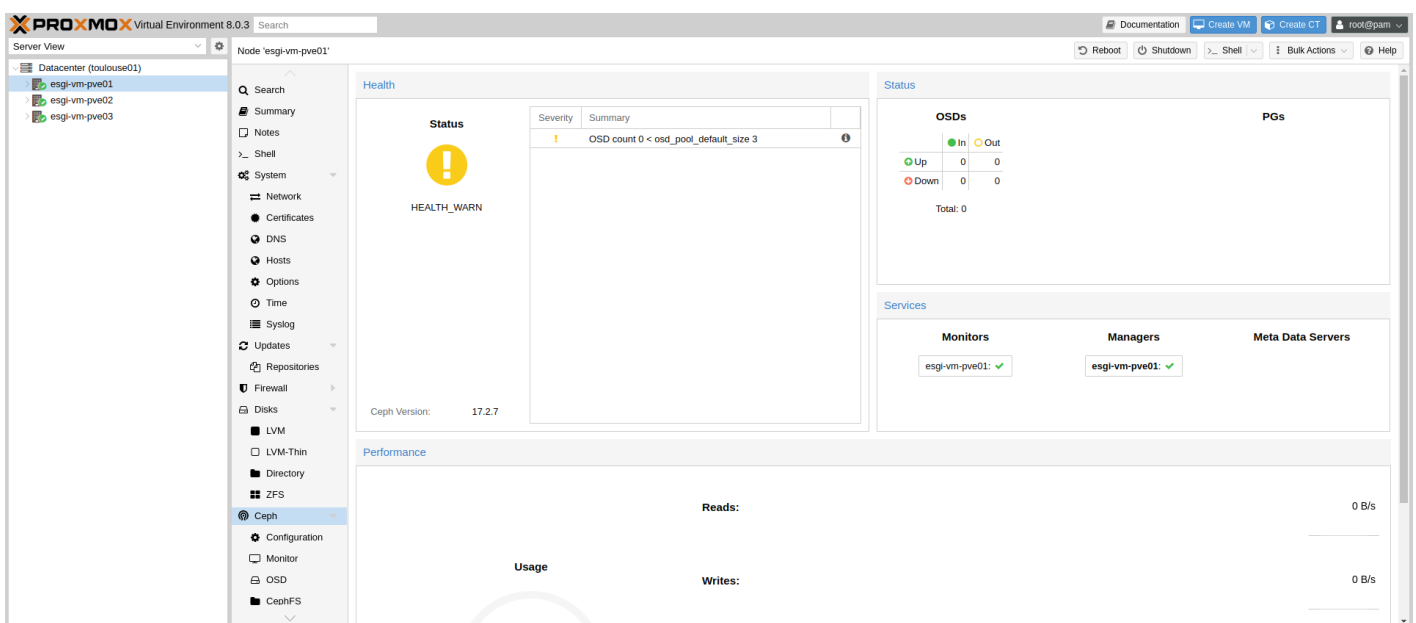 PROXMOX Virtual Environment 8.0.3 Search Documentation Create VM Create CT root@pam
Server View
Datacenter (toulouse01)
esgi-vm-pve01
esgi-vm-pve02
esgi-vm-pve03
Node 'esgi-vm-pve01' Reboot Shutdown >_ Shell Bulk Actions Help
Search
Summary
Notes
>_ Shell
System
Network
Certificates
DNS
Hosts
Options
Time
Syslog
Updates
Repositories
Firewall
Disks
LVM
LVM-Thin
Directory
ZFS
Ceph
Configuration
Monitor
OSD
CephFS
Health
Status
HEALTH_WARN
Severity Summary
! OSD count 0 < osd_pool_default_size 3
Ceph Version: 17.2.7
Status
OSDs PGs
In Out
Up 0 0
Down 0 0
Total: 0
Services
Monitors Managers Meta Data Servers
esgi-vm-pve01: esgi-vm-pve01:
Performance
Usage
Reads: 0 B/s
Writes: 0 B/s